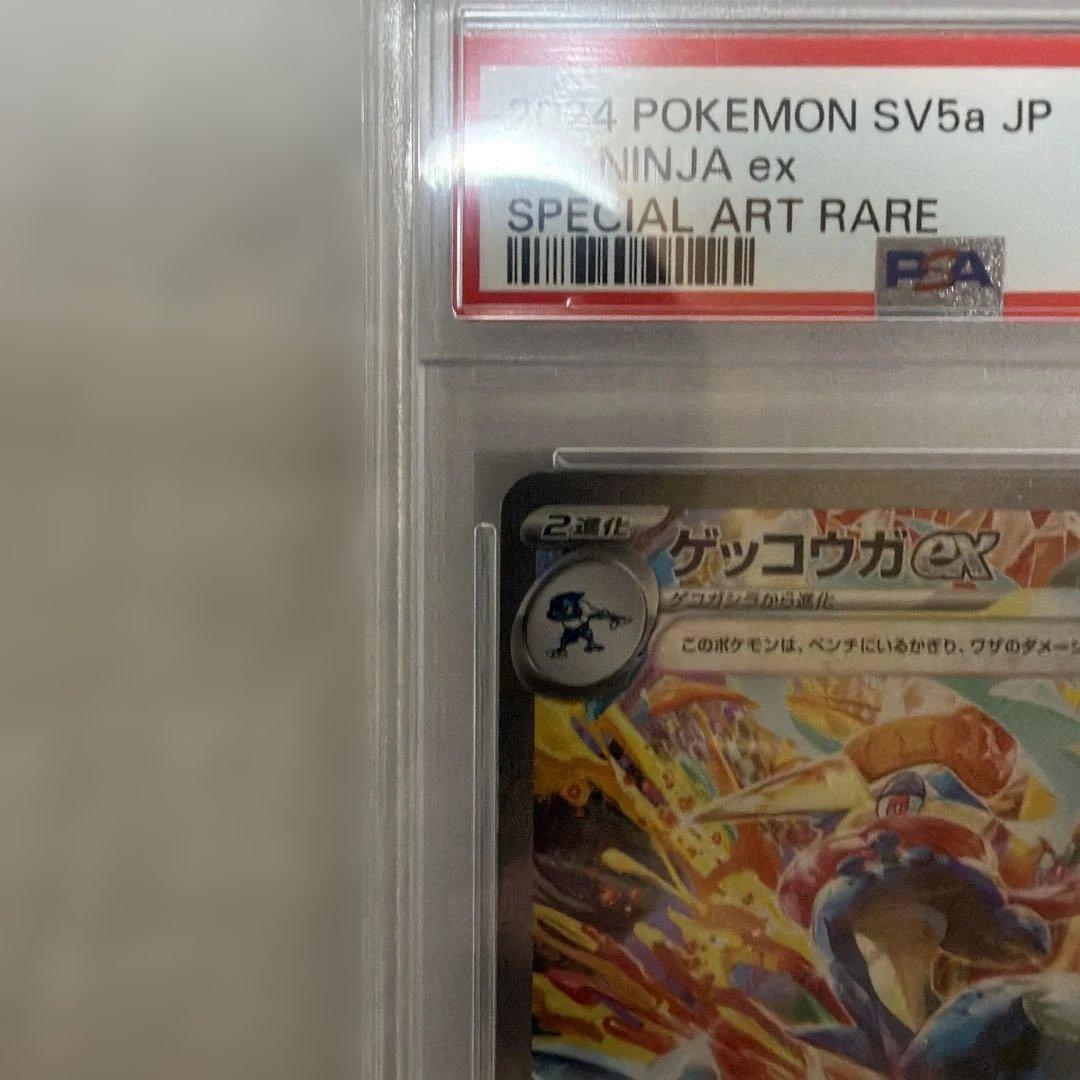 2024 POKEMON SV5a JP
NINJA ex
SPECIAL ART RARE
PSA
2進化
ゲッコウガex
ゲコガシラから進化
このポケモンは、ベンチにいるかぎり、ワザのダメージ